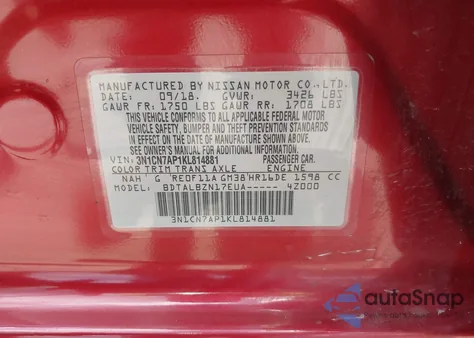 MANUFACTURED BY NISSAN MOTOR CO., LTD.
DATE: 09/18. GVWR: 3426 LBS
GAWR FR: 1750 LBS GAWR RR: 1708 LBS
THIS VEHICLE CONFORMS TO ALL APPLICABLE FEDERAL MOTOR
VEHICLE SAFETY, BUMPER AND THEFT PREVENTION STANDARDS
IN EFFECT ON THE DATE OF MANUFACTURE SHOWN ABOVE.
SEE OWNER'S MANUAL FOR ADDITIONAL INFORMATION
VIN: 3N1CN7AP1KL814881 PASSENGER CAR.
COLOR TRIM TRANS AXLE ENGINE
NAH G RE0F11A GM38 HR16DE 1598 CC
MODEL: BDTALBZN17EUA----- 4Z000
3N1CN7AP1KL814881
autoSnap
www.autosnap.com